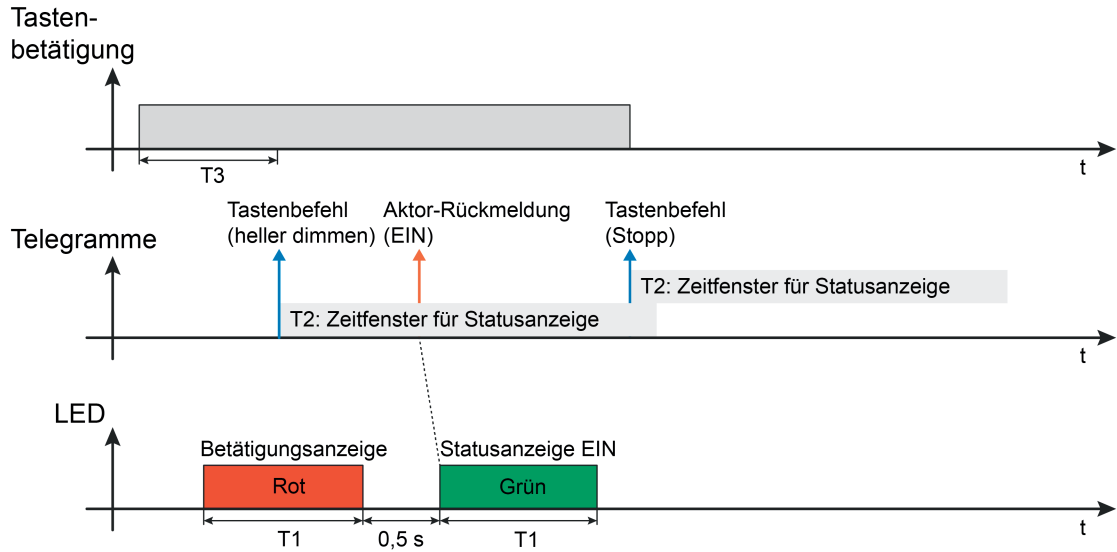 Tasten-
betätigung
t
T3
Tastenbefehl
(heller dimmen)
Aktor-Rückmeldung
(EIN)
Tastenbefehl
(Stopp)
Telegramme
T2: Zeitfenster für Statusanzeige
T2: Zeitfenster für Statusanzeige
t
LED
Betätigungsanzeige
Statusanzeige EIN
Rot
Grün
T1
0,5 s
T1
t